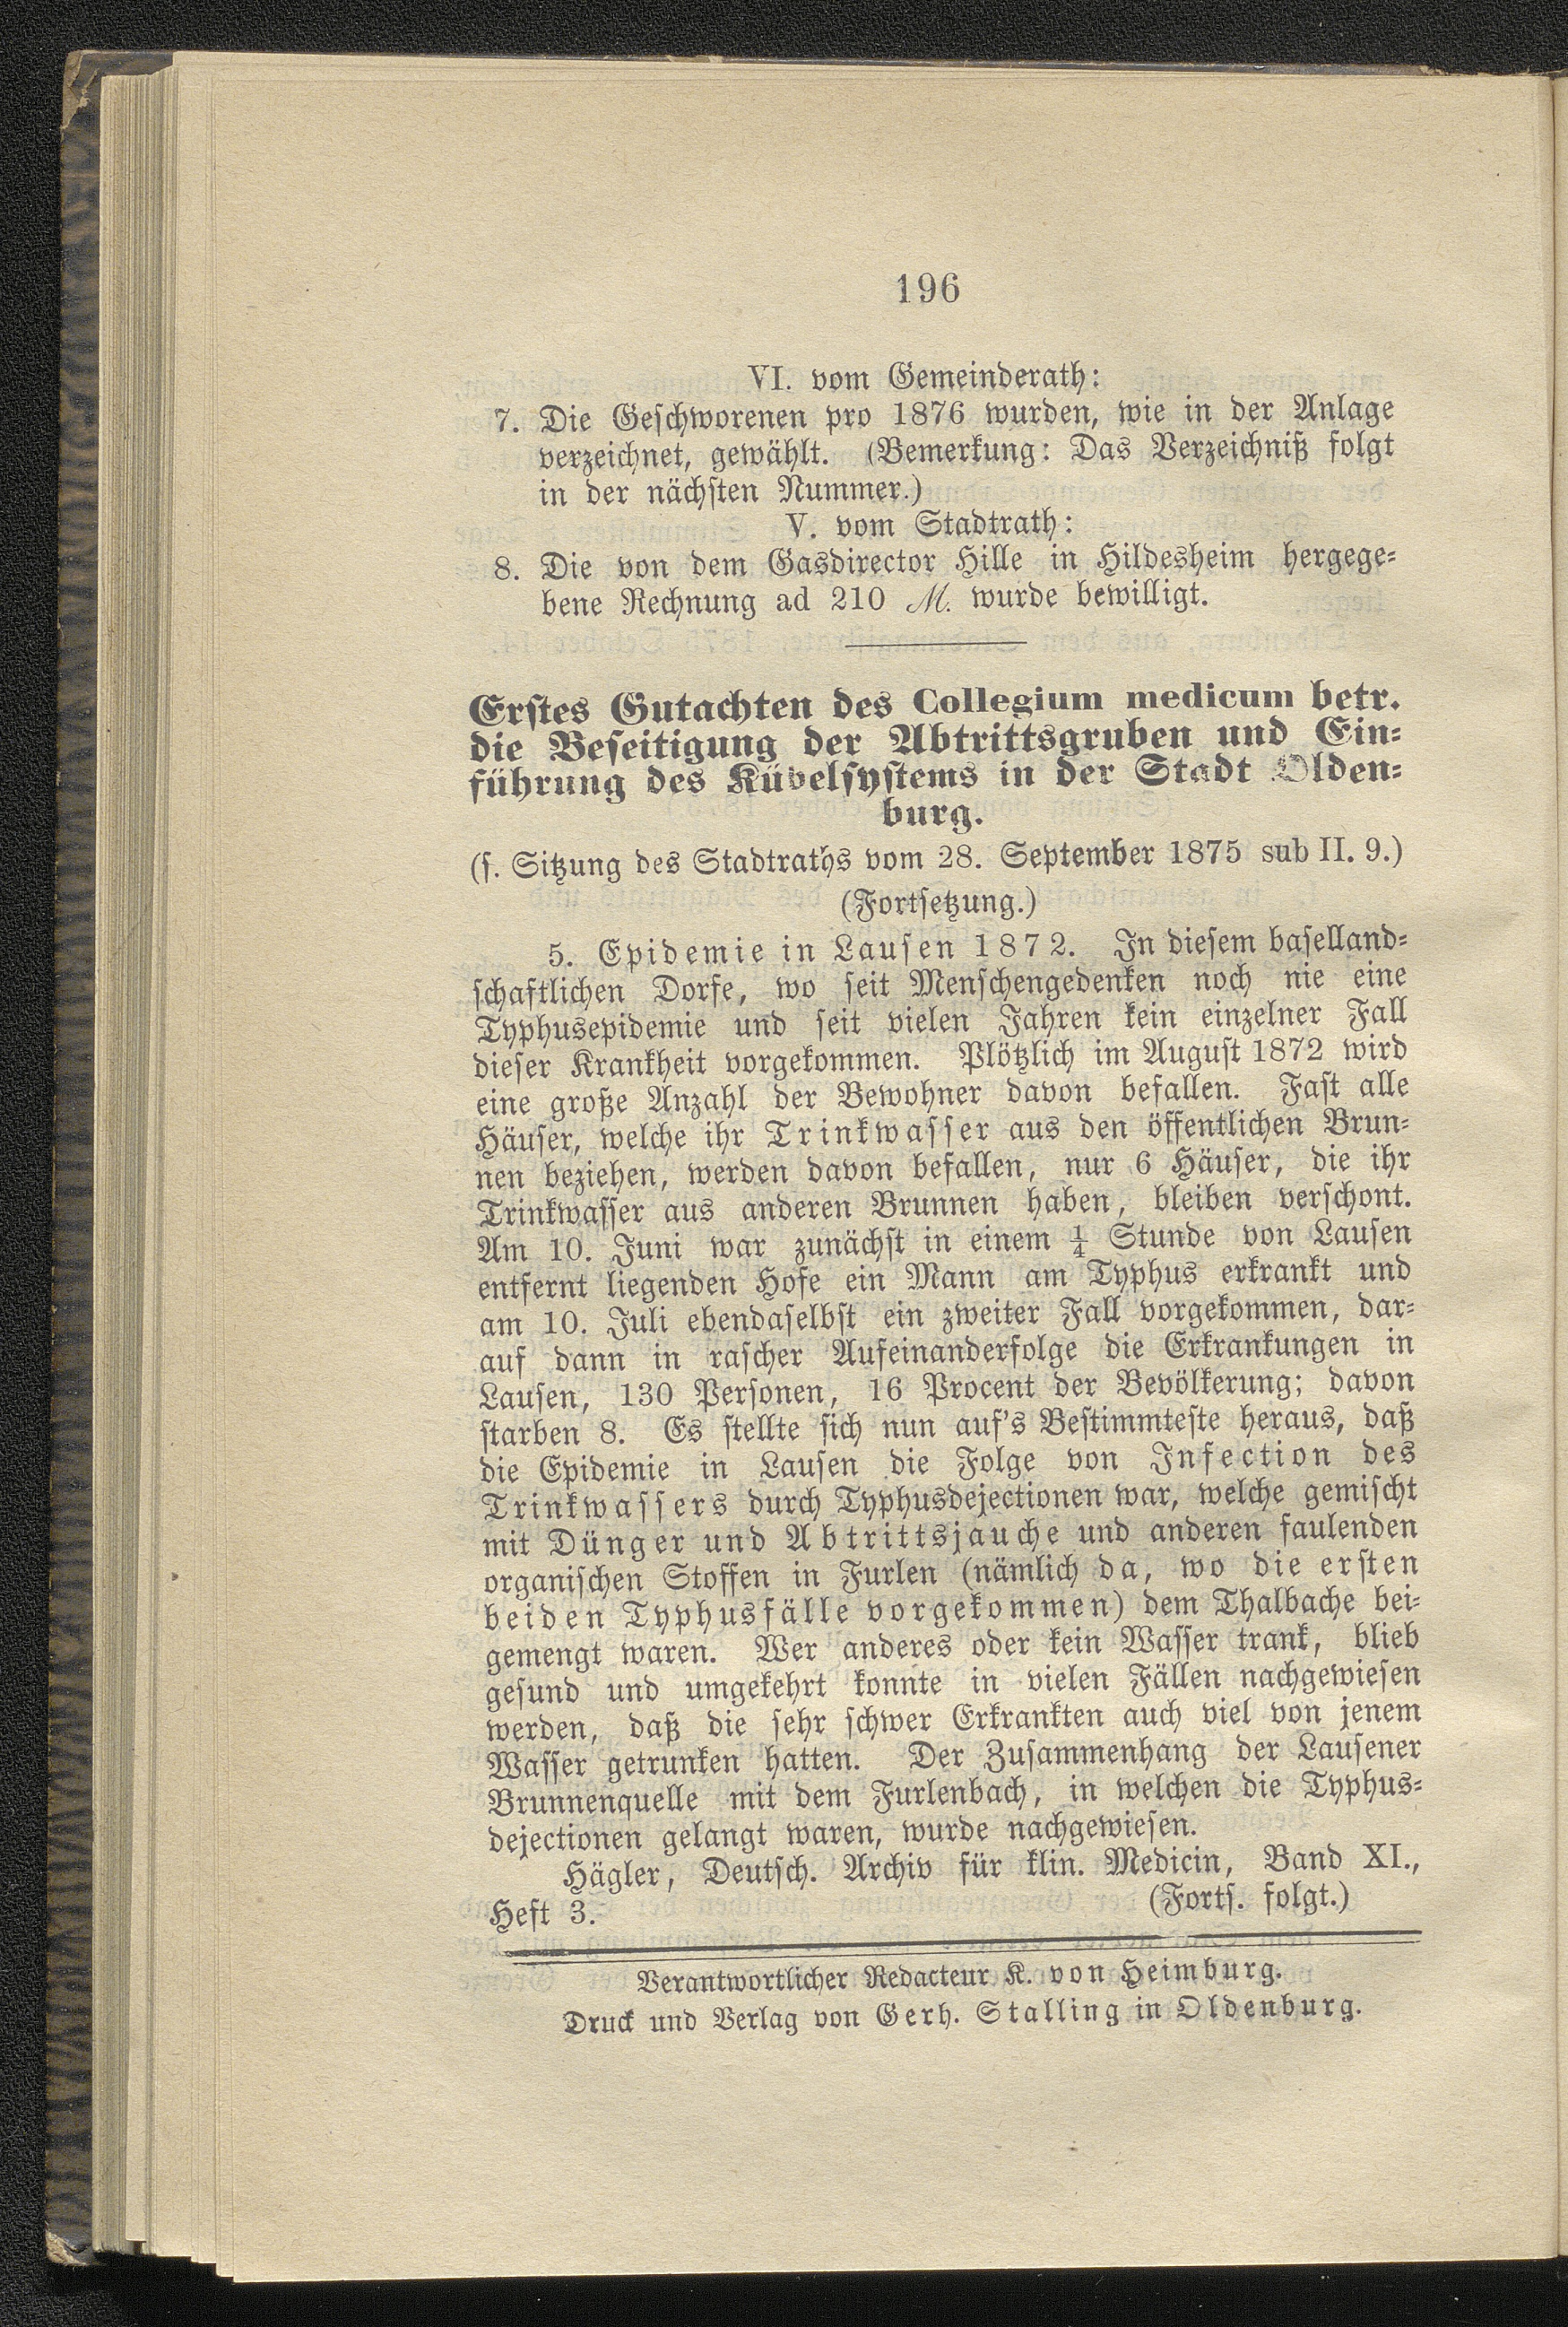 196
VI. vom Gemeinderath:
7. Die Geschworenen pro 1876 wurden, wie in der Anlage
verzeichnet, gewählt. (Bemerkung: Das Verzeichniß folgt
in der nächsten Nummer.)
V. vom Stadtrath:
8. Die von dem Gasdirector Hille in Hildesheim hergege-
bene Rechnung ad 210 M. wurde bewilligt.
Erstes Gutachten des Collegium medicum betr.
die Beseitigung der Abtrittsgruben und Ein-
führung des Kübelsystems in der Stadt Olden-
burg.
(s. Sitzung des Stadtraths vom 28. September 1875 sub II. 9.)
(Fortsetzung.)
5. Epidemie in Lausen 1872. In diesem baselland-
schaftlichen Dorfe, wo seit Menschengedenken noch nie eine
Typhusepidemie und seit vielen Jahren kein einzelner Fall
dieser Krankheit vorgekommen. Plötzlich im August 1872 wird
eine große Anzahl der Bewohner davon befallen. Fast alle
Häuser, welche ihr Trinkwasser aus den öffentlichen Brun-
nen beziehen, werden davon befallen, nur 6 Häuser, die ihr
Trinkwasser aus anderen Brunnen haben, bleiben verschont.
Am 10. Juni war zunächst in einem ¼ Stunde von Lausen
entfernt liegenden Hofe ein Mann am Typhus erkrankt und
am 10. Juli ebendaselbst ein zweiter Fall vorgekommen, dar-
auf dann in rascher Aufeinanderfolge die Erkrankungen in
Lausen, 130 Personen, 16 Procent der Bevölkerung; davon
starben 8. Es stellte sich nun auf's Bestimmteste heraus, daß
die Epidemie in Lausen die Folge von Infection des
Trinkwassers durch Typhusdejectionen war, welche gemischt
mit Dünger und Abtrittsjauche und anderen faulenden
organischen Stoffen in Furlen (nämlich da, wo die ersten
beiden Typhusfälle vorgekommen) dem Thalbache bei-
gemengt waren. Wer anderes oder kein Wasser trank, blieb
gesund und umgekehrt konnte in vielen Fällen nachgewiesen
werden, daß die sehr schwer Erkrankten auch viel von jenem
Wasser getrunken hatten. Der Zusammenhang der Lausener
Brunnenquelle mit dem Furlenbach, in welchen die Typhus-
dejectionen gelangt waren, wurde nachgewiesen.
Hägler, Deutsch. Archiv für klin. Medicin, Band XI.,
Heft 3. (Forts. folgt.)
Verantwortlicher Redacteur K. von Heimburg.
Druck und Verlag von Gerh. Stalling in Oldenburg.